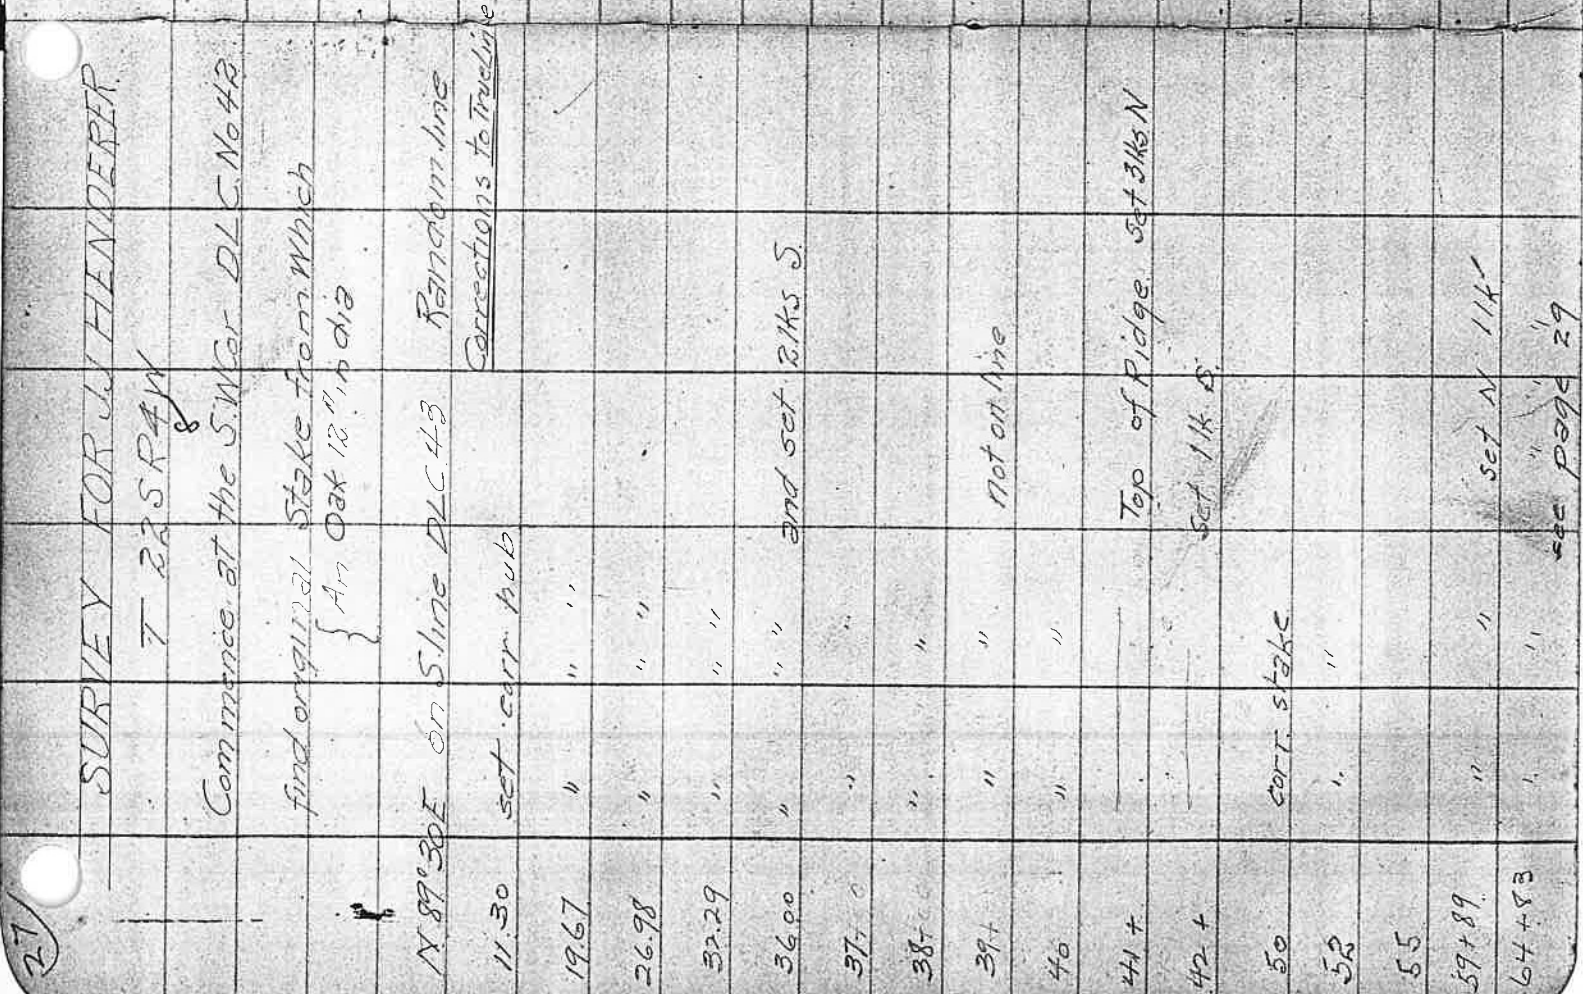 27
SURVEY FOR JJ HENDERER
T 22 S R 4 W
8
Commence at the S.W Cor DLC No 42
find original Stake from Which
{ An Oak 12" in dia
N 89°30E on S line DLC 43 Random line
Corrections to True Line
11.30 set corr hub
19.67 " " "
26.98 " " "
32.29 " " "
36.00 " " " and set 2 lks S.
37+ " "
38+ " "
39+ " " not on line
40 " "
41+ Top of Ridge. Set 3 lks N
42+ Set 1 lk S.
50 corr. stake
52 " "
55
59+89 " " set N 1 lk
64+83 " " " " "
see page 29